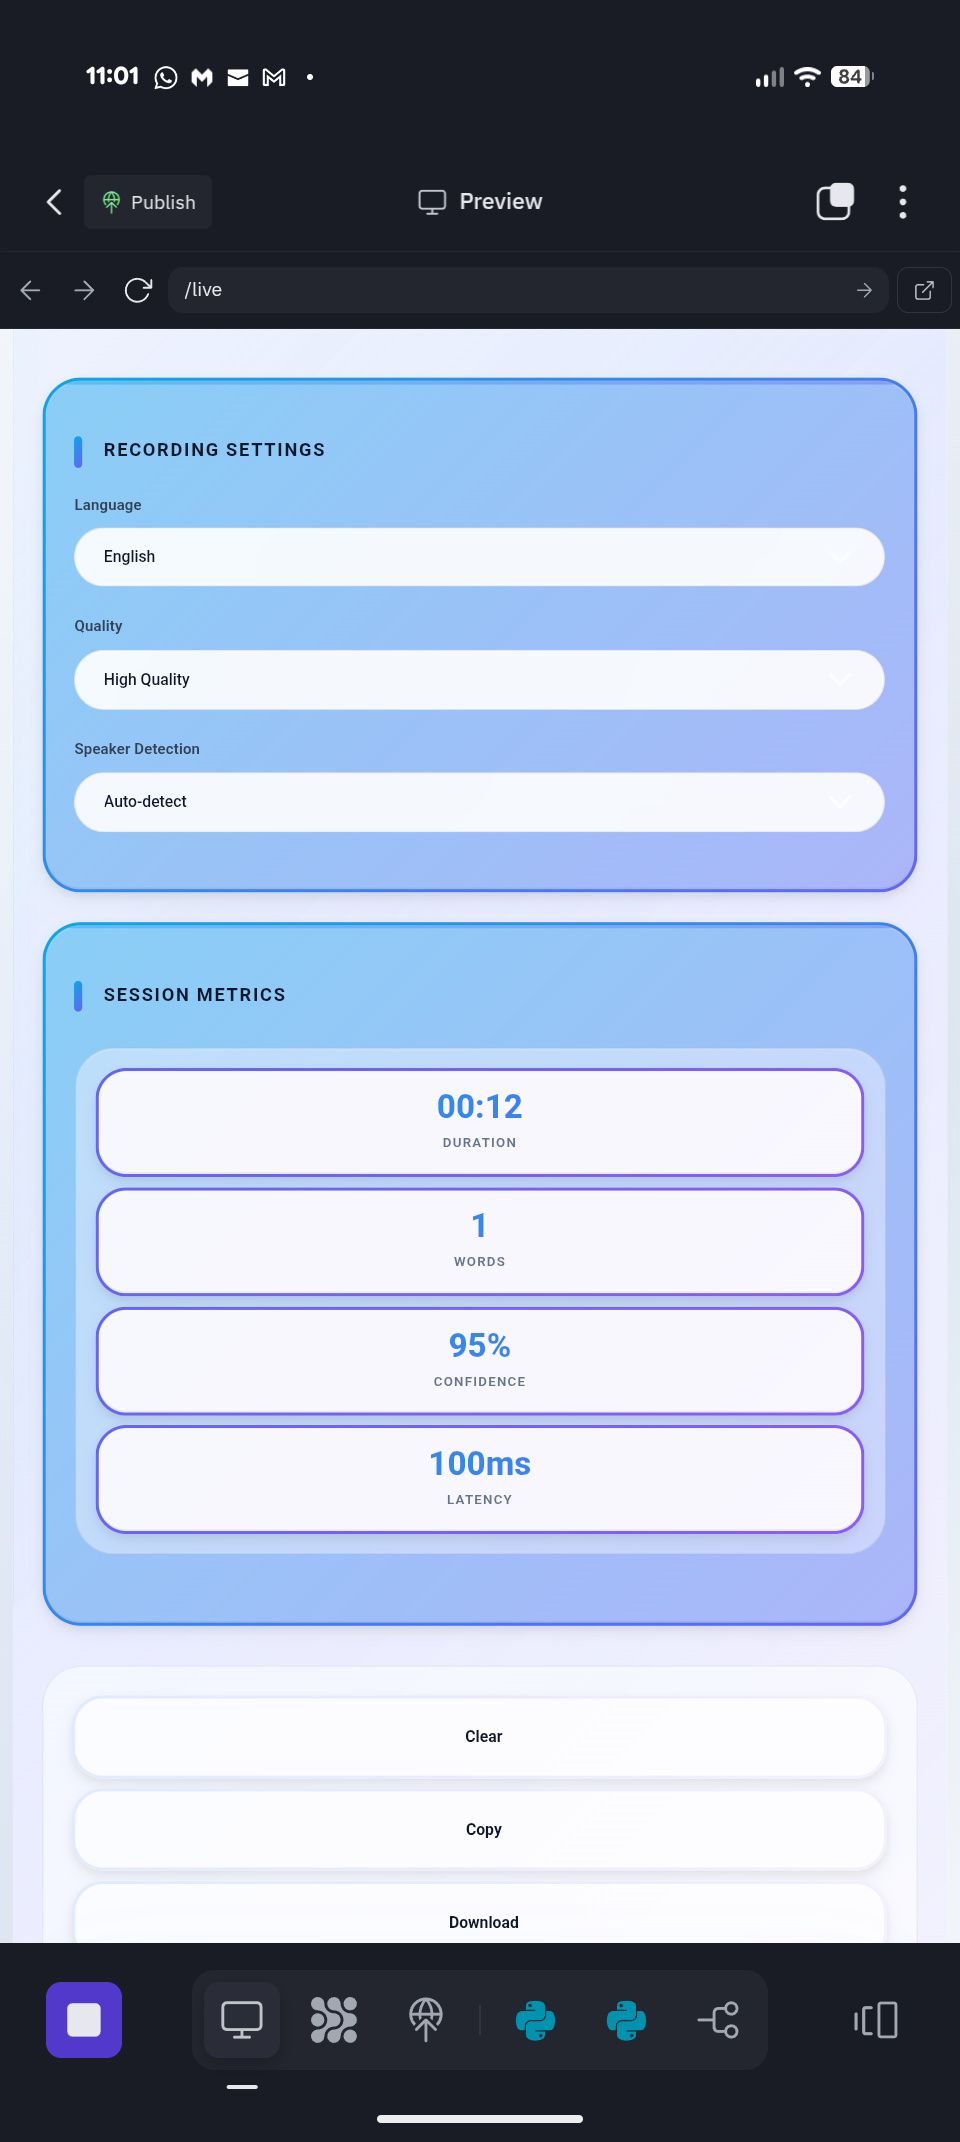 11:01
84
Publish
Preview
/live
RECORDING SETTINGS
Language
English
Quality
High Quality
Speaker Detection
Auto-detect
SESSION METRICS
00:12
DURATION
1
WORDS
95%
CONFIDENCE
100ms
LATENCY
Clear
Copy
Download